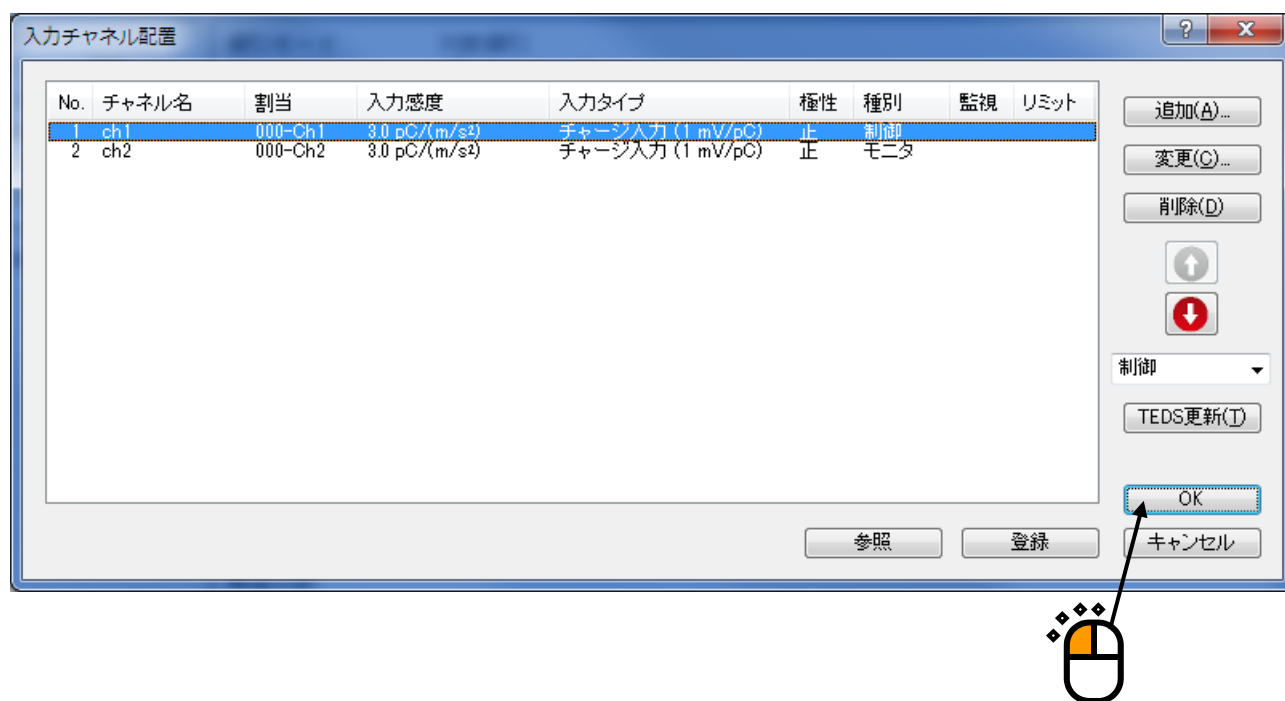 入力チャネル配置
No. チャネル名 割当 入力感度 入力タイプ 極性 種別 監視 リミット
1 ch1 000-Ch1 3.0 pC/(m/s²) チャージ入力 (1 mV/pC) 正 制御
2 ch2 000-Ch2 3.0 pC/(m/s²) チャージ入力 (1 mV/pC) 正 モニタ
追加(A)...
変更(C)...
削除(D)
制御
TEDS更新(T)
OK
参照 登録 キャンセル